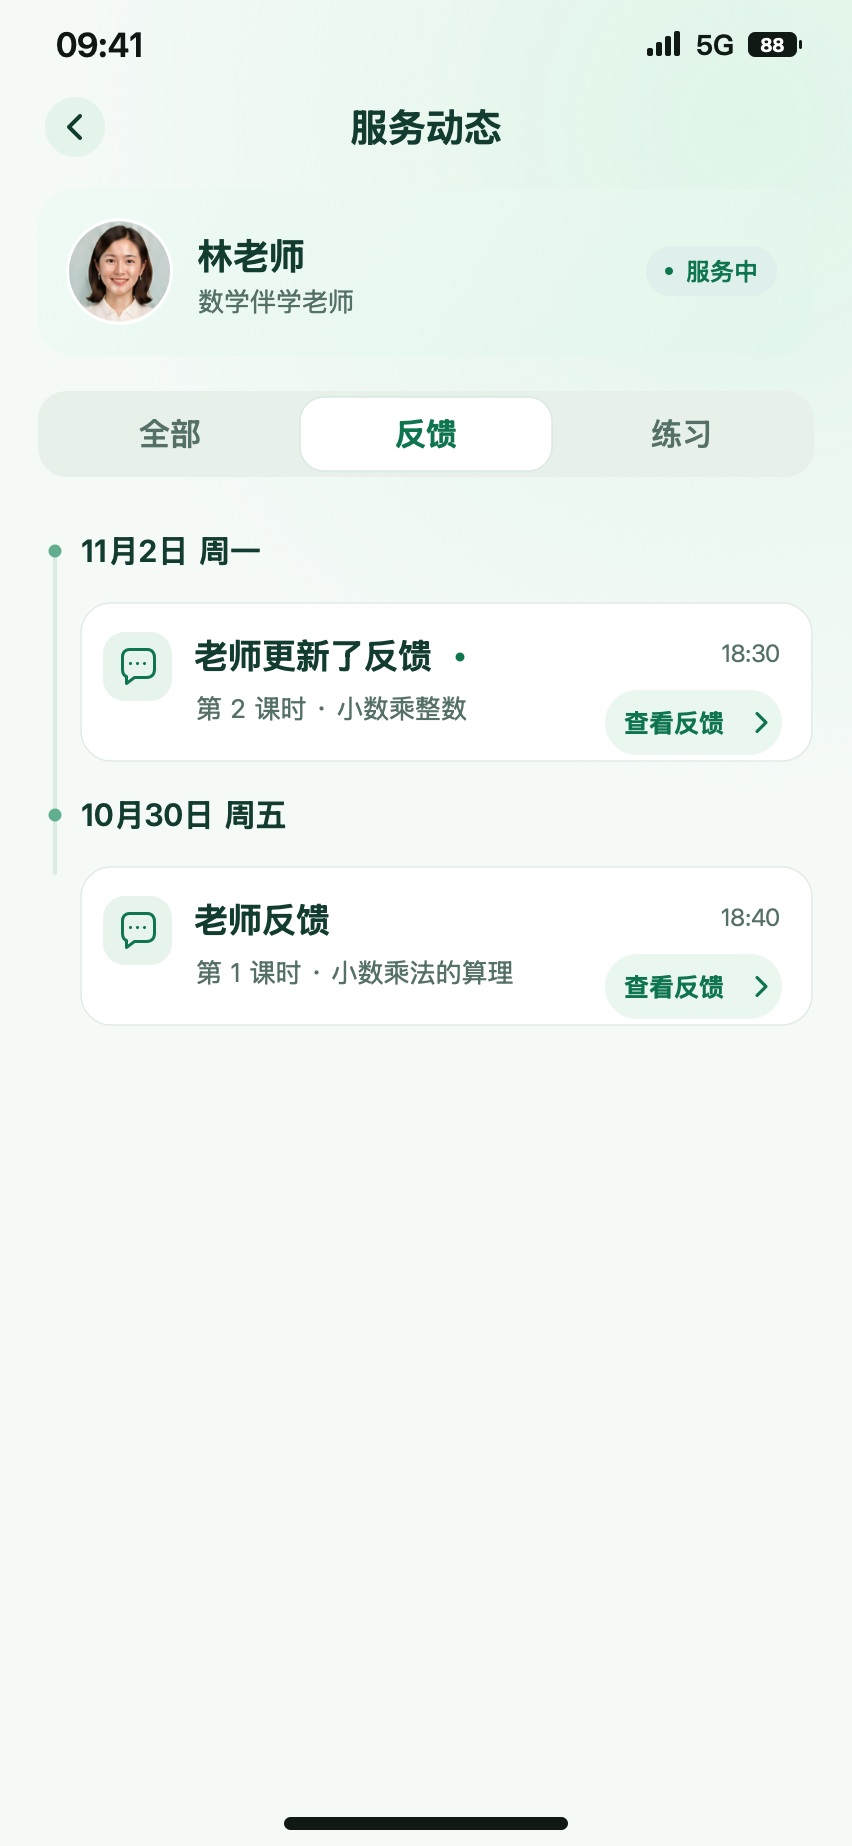 09:41 5G 88
服务动态
林老师
数学伴学老师
服务中
全部 反馈 练习
11月2日 周一
老师更新了反馈
18:30
第 2 课时 · 小数乘整数
查看反馈
10月30日 周五
老师反馈
18:40
第 1 课时 · 小数乘法的算理
查看反馈